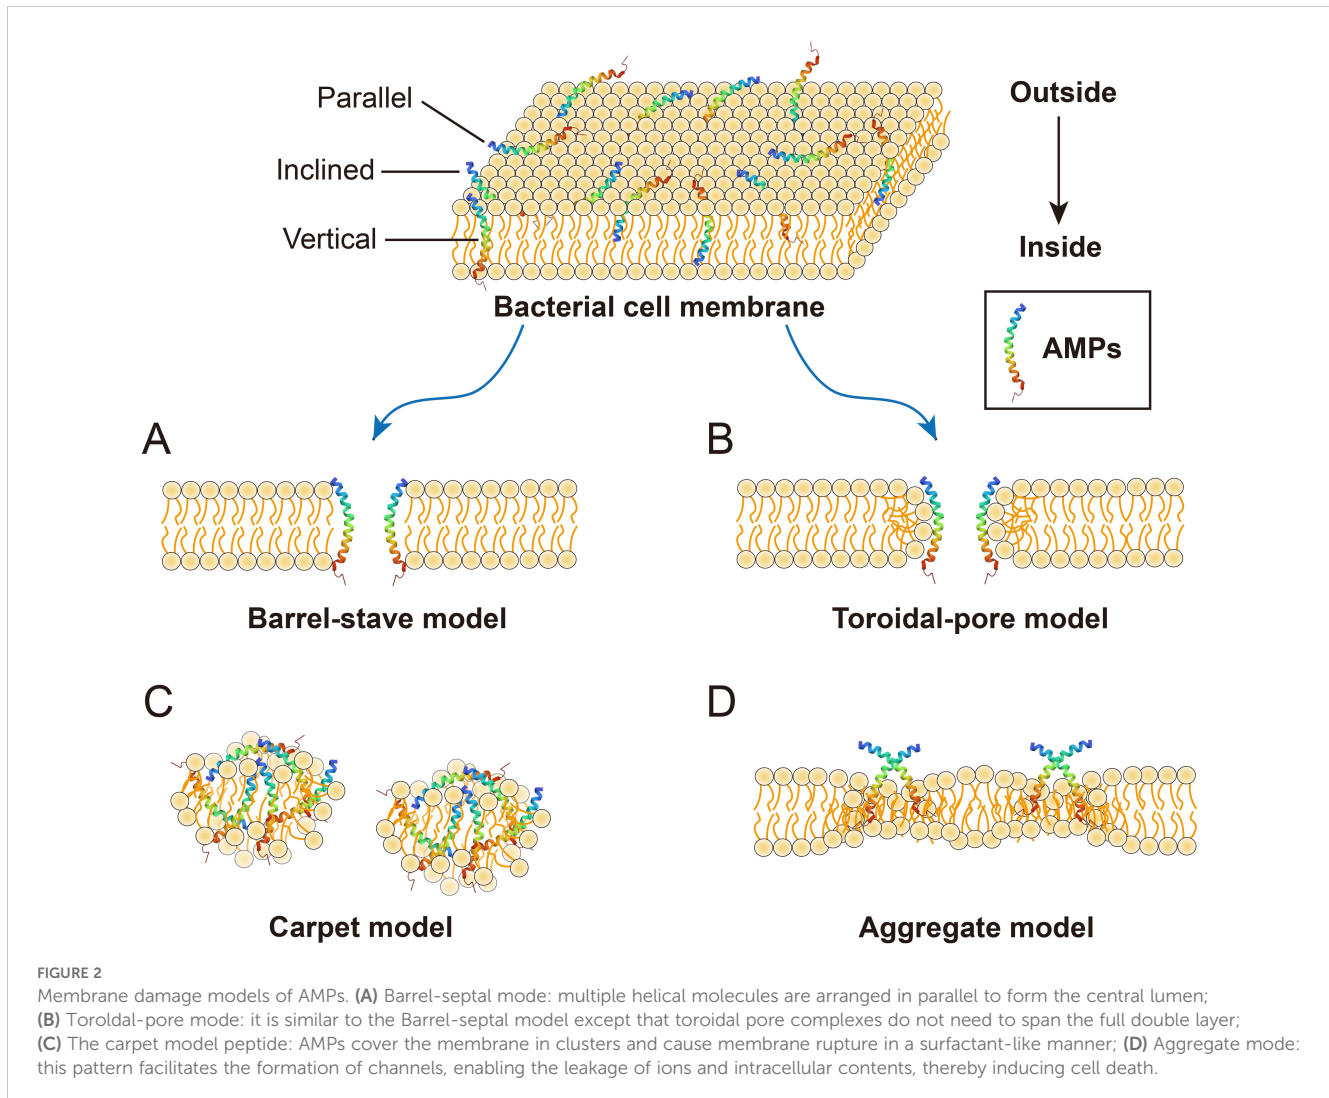 Parallel
Outside
Inclined
Vertical
Inside
Bacterial cell membrane
AMPs
A
B
Barrel-stave model
Toroidal-pore model
C
D
Carpet model
Aggregate model
FIGURE 2
Membrane damage models of AMPs. (A) Barrel-septal mode: multiple helical molecules are arranged in parallel to form the central lumen;
(B) Toroldal-pore mode: it is similar to the Barrel-septal model except that toroidal pore complexes do not need to span the full double layer;
(C) The carpet model peptide: AMPs cover the membrane in clusters and cause membrane rupture in a surfactant-like manner; (D) Aggregate mode:
this pattern facilitates the formation of channels, enabling the leakage of ions and intracellular contents, thereby inducing cell death.